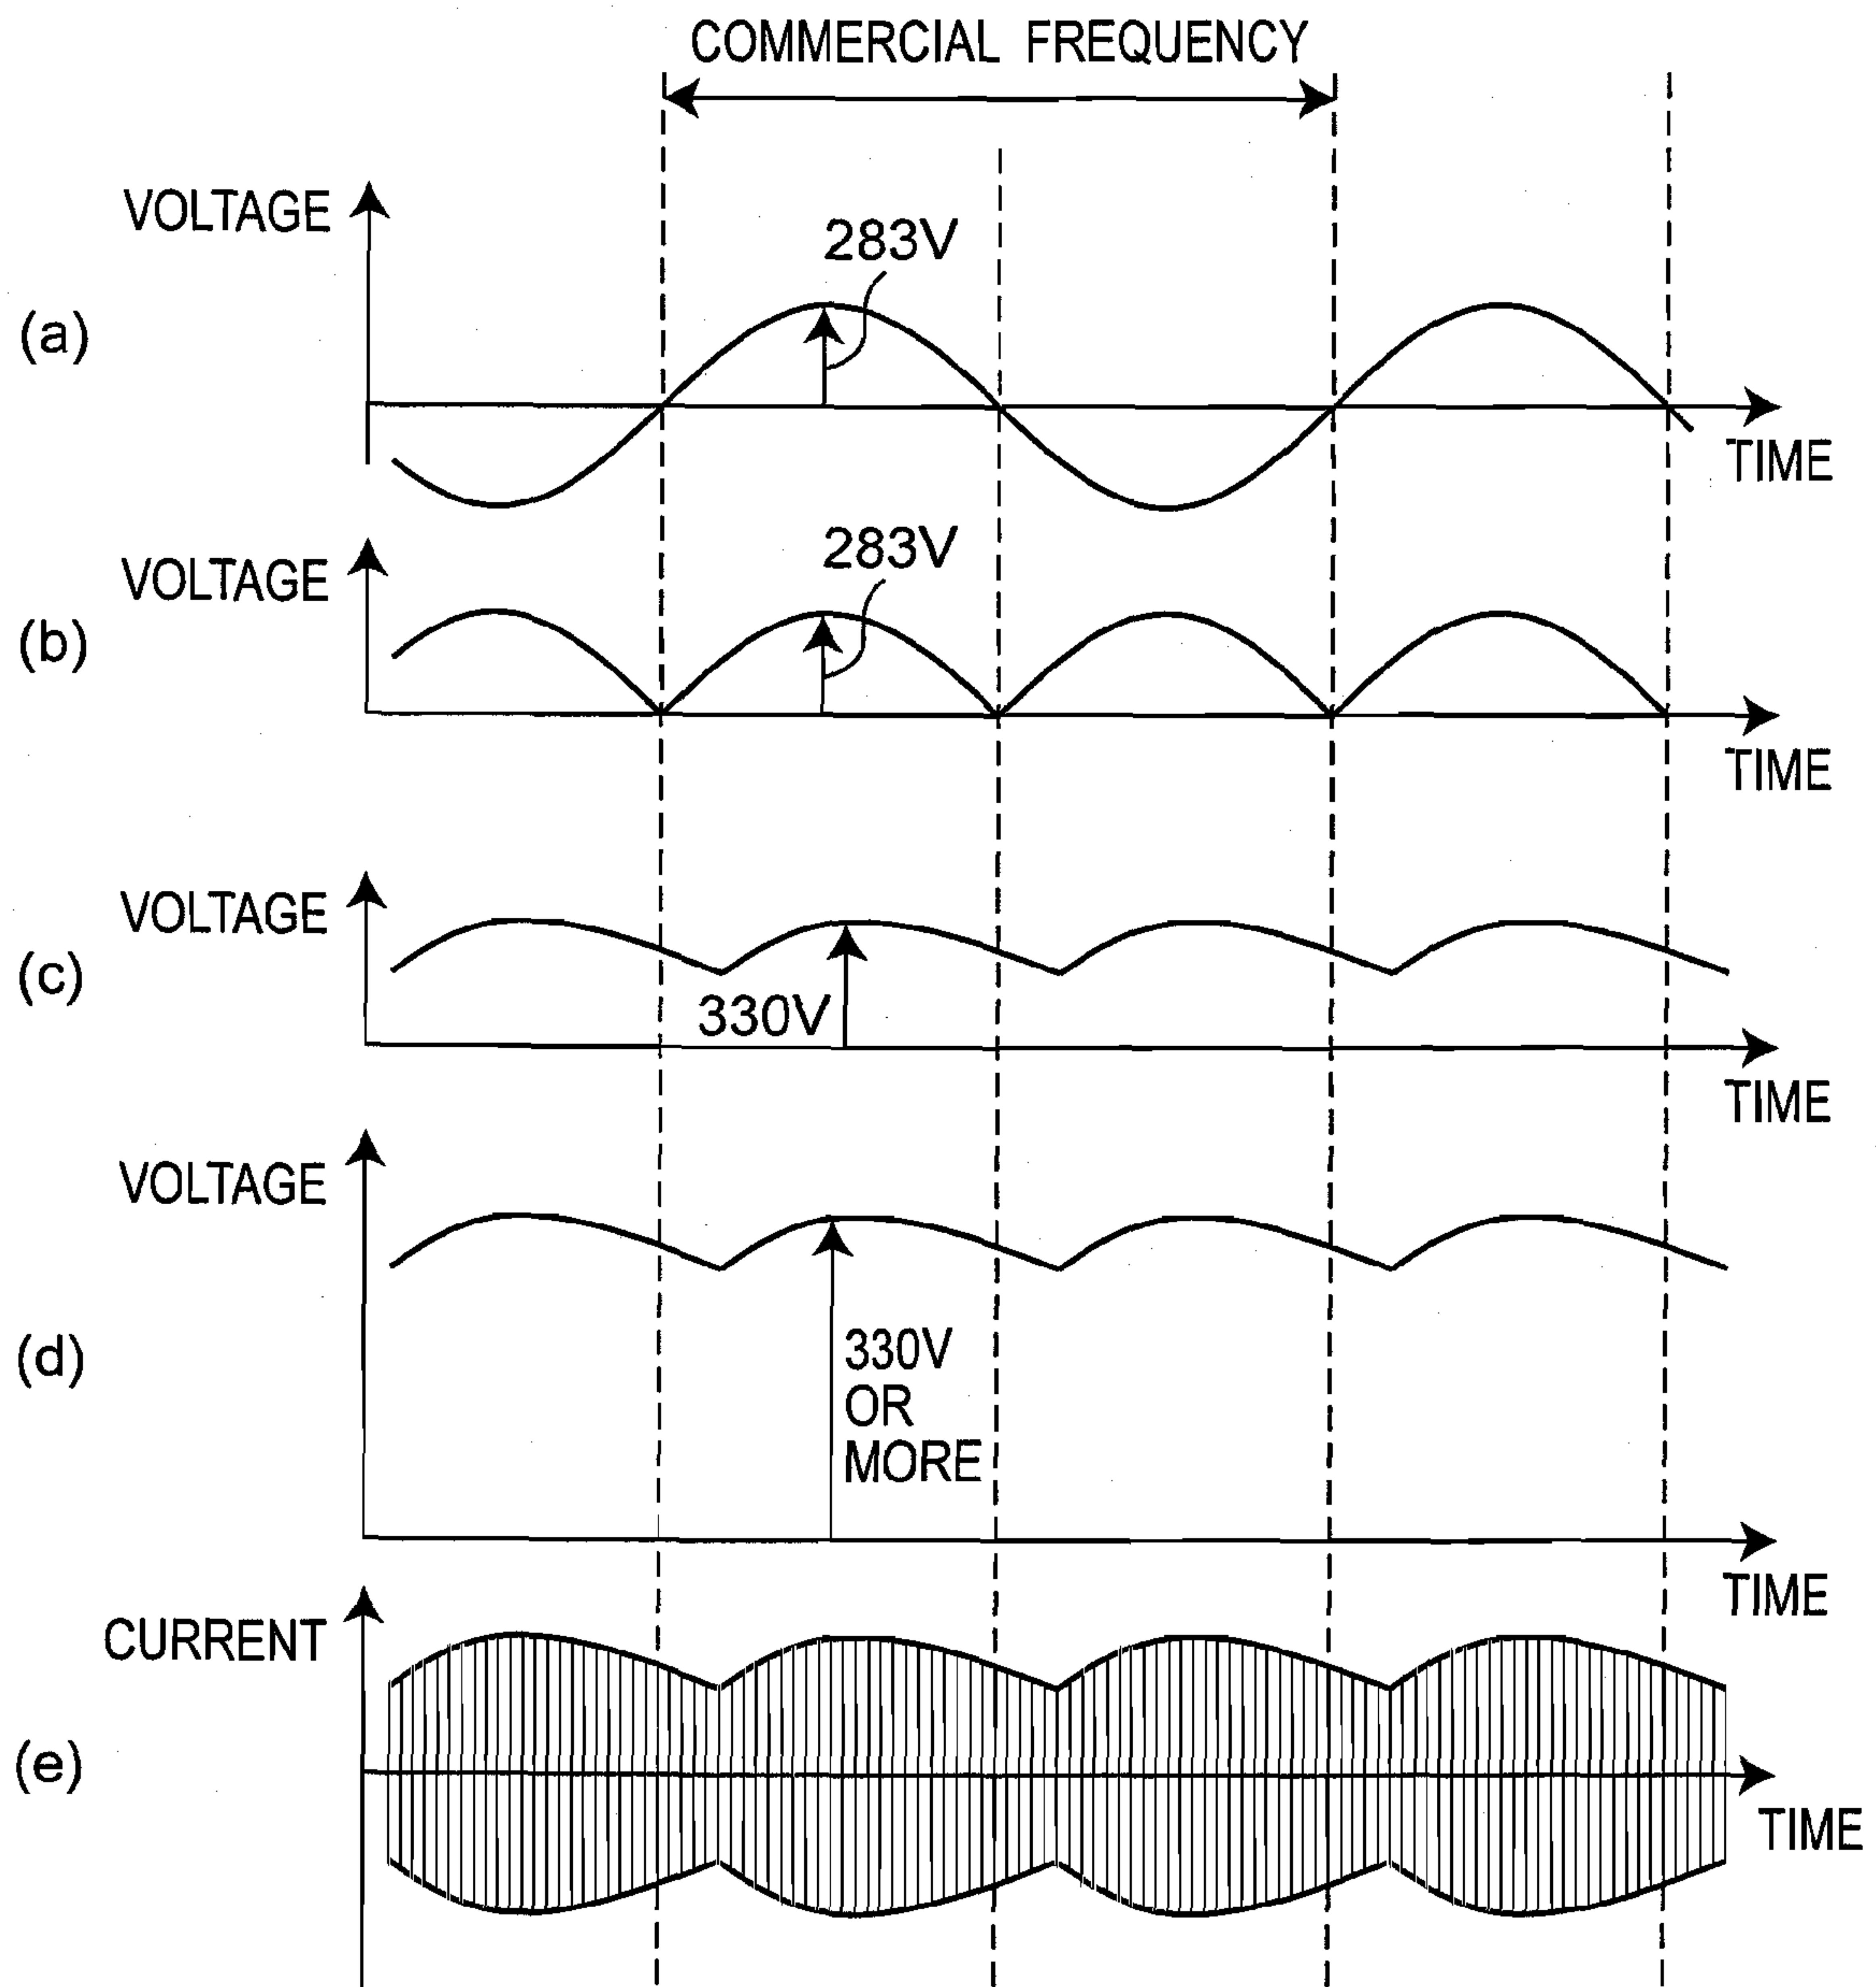 COMMERCIAL FREQUENCY
VOLTAGE
283V
(a)
TIME
VOLTAGE
283V
(b)
TIME
VOLTAGE
(c)
330V
TIME
VOLTAGE
(d)
330V
OR
MORE
TIME
CURRENT
(e)
TIME